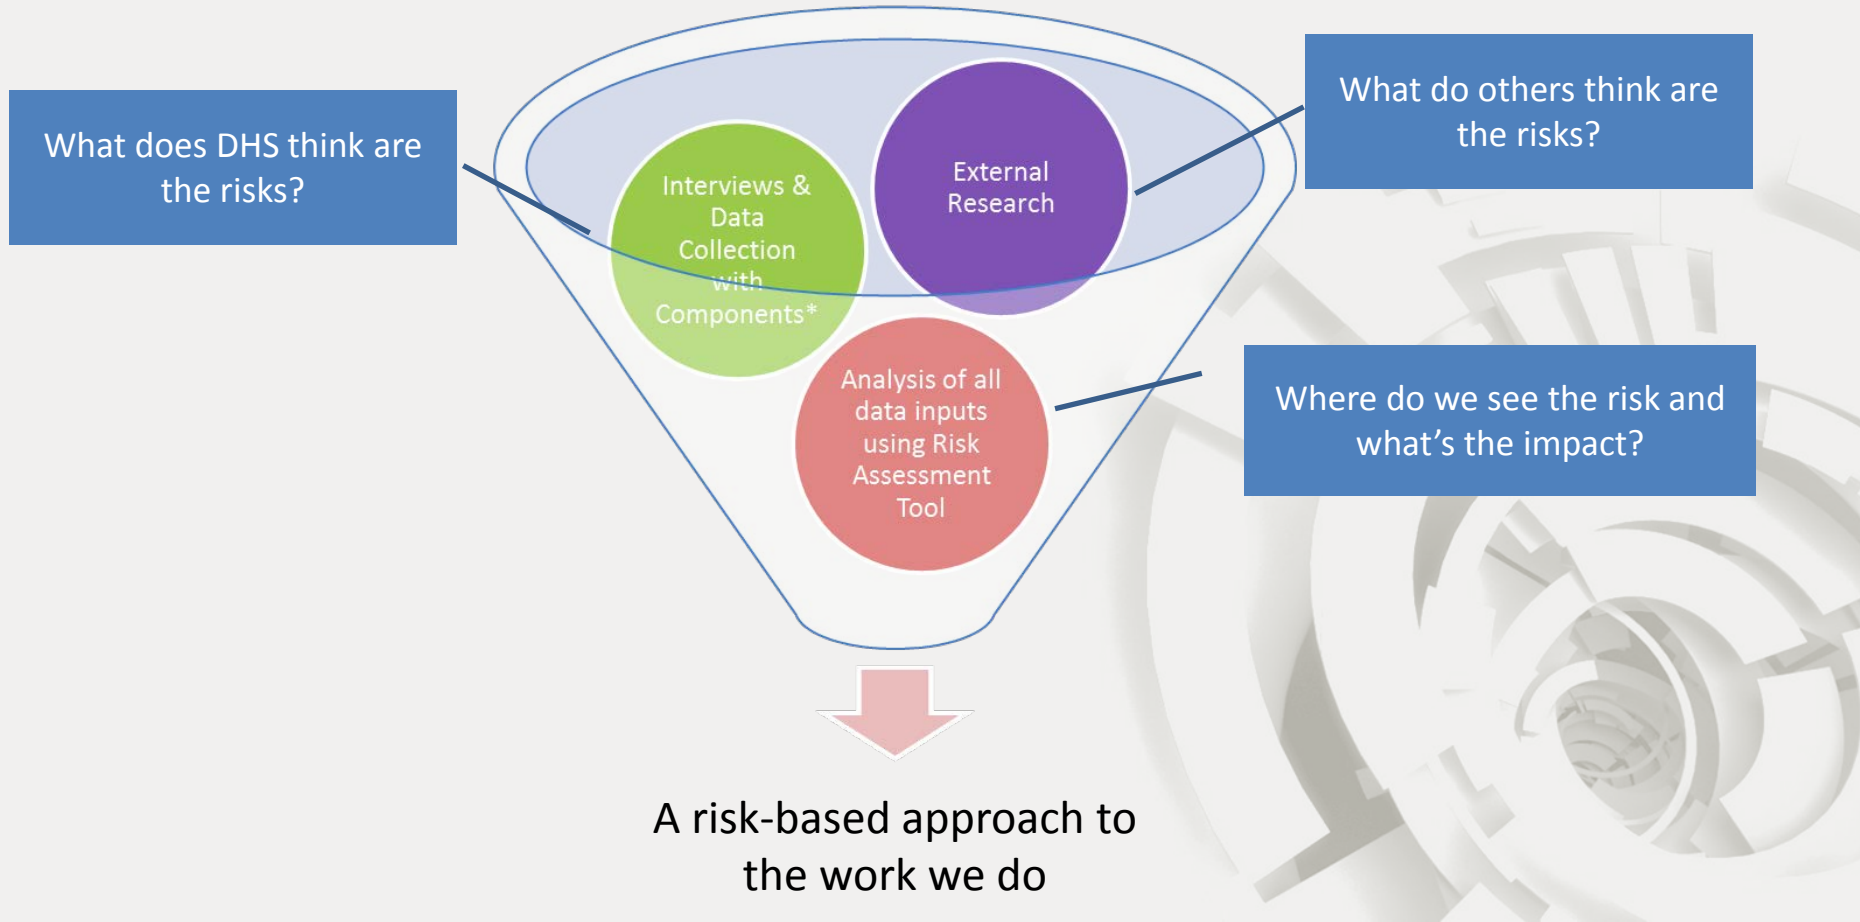 What does DHS think are
the risks?
Interviews &
Data
Collection
with
Components*
External
Research
What do others think are
the risks?
Analysis of all
data inputs
using Risk
Assessment
Tool
Where do we see the risk and
what’s the impact?
A risk-based approach to
the work we do